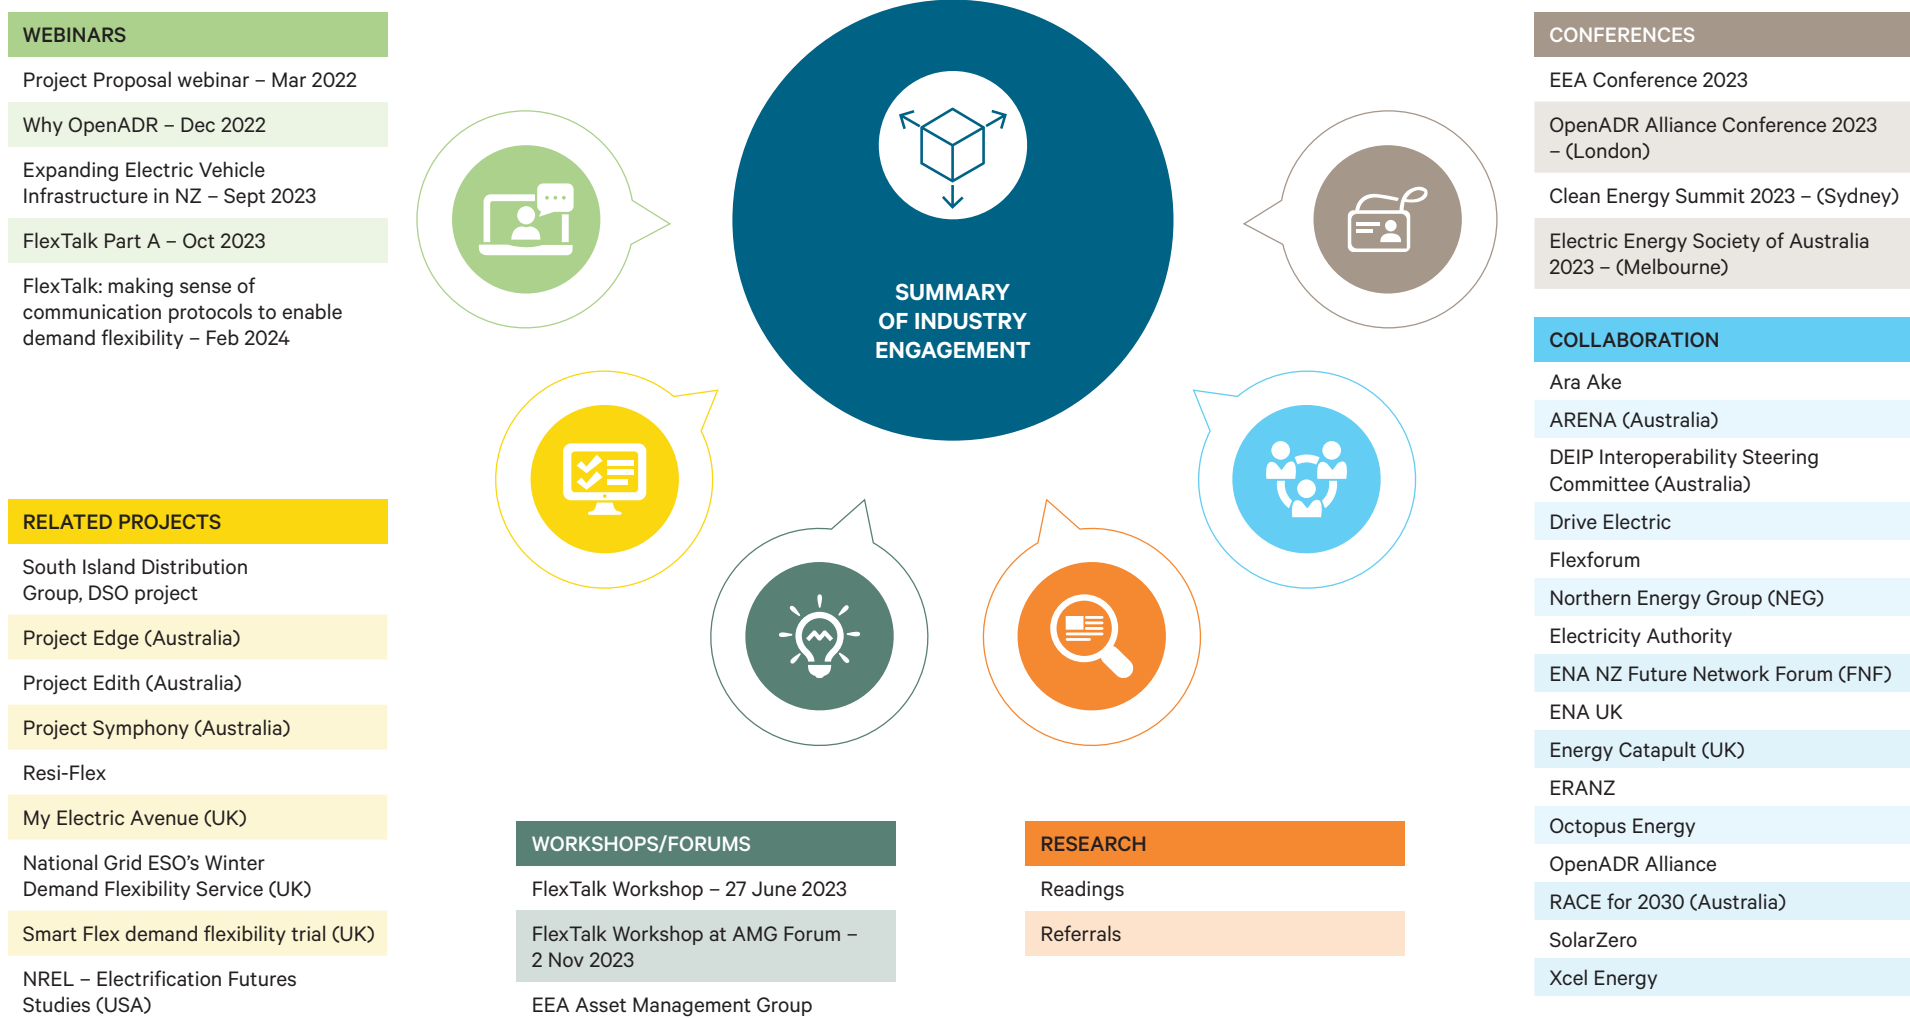 WEBINARS
Project Proposal webinar – Mar 2022
Why OpenADR – Dec 2022
Expanding Electric Vehicle
Infrastructure in NZ – Sept 2023
FlexTalk Part A – Oct 2023
FlexTalk: making sense of
communication protocols to enable
demand flexibility – Feb 2024
RELATED PROJECTS
South Island Distribution
Group, DSO project
Project Edge (Australia)
Project Edith (Australia)
Project Symphony (Australia)
Resi-Flex
My Electric Avenue (UK)
National Grid ESO’s Winter
Demand Flexibility Service (UK)
Smart Flex demand flexibility trial (UK)
NREL – Electrification Futures
Studies (USA)
SUMMARY
OF INDUSTRY
ENGAGEMENT
WORKSHOPS/FORUMS
FlexTalk Workshop – 27 June 2023
FlexTalk Workshop at AMG Forum –
2 Nov 2023
EEA Asset Management Group
RESEARCH
Readings
Referrals
CONFERENCES
EEA Conference 2023
OpenADR Alliance Conference 2023
– (London)
Clean Energy Summit 2023 – (Sydney)
Electric Energy Society of Australia
2023 – (Melbourne)
COLLABORATION
Ara Ake
ARENA (Australia)
DEIP Interoperability Steering
Committee (Australia)
Drive Electric
Flexforum
Northern Energy Group (NEG)
Electricity Authority
ENA NZ Future Network Forum (FNF)
ENA UK
Energy Catapult (UK)
ERANZ
Octopus Energy
OpenADR Alliance
RACE for 2030 (Australia)
SolarZero
Xcel Energy